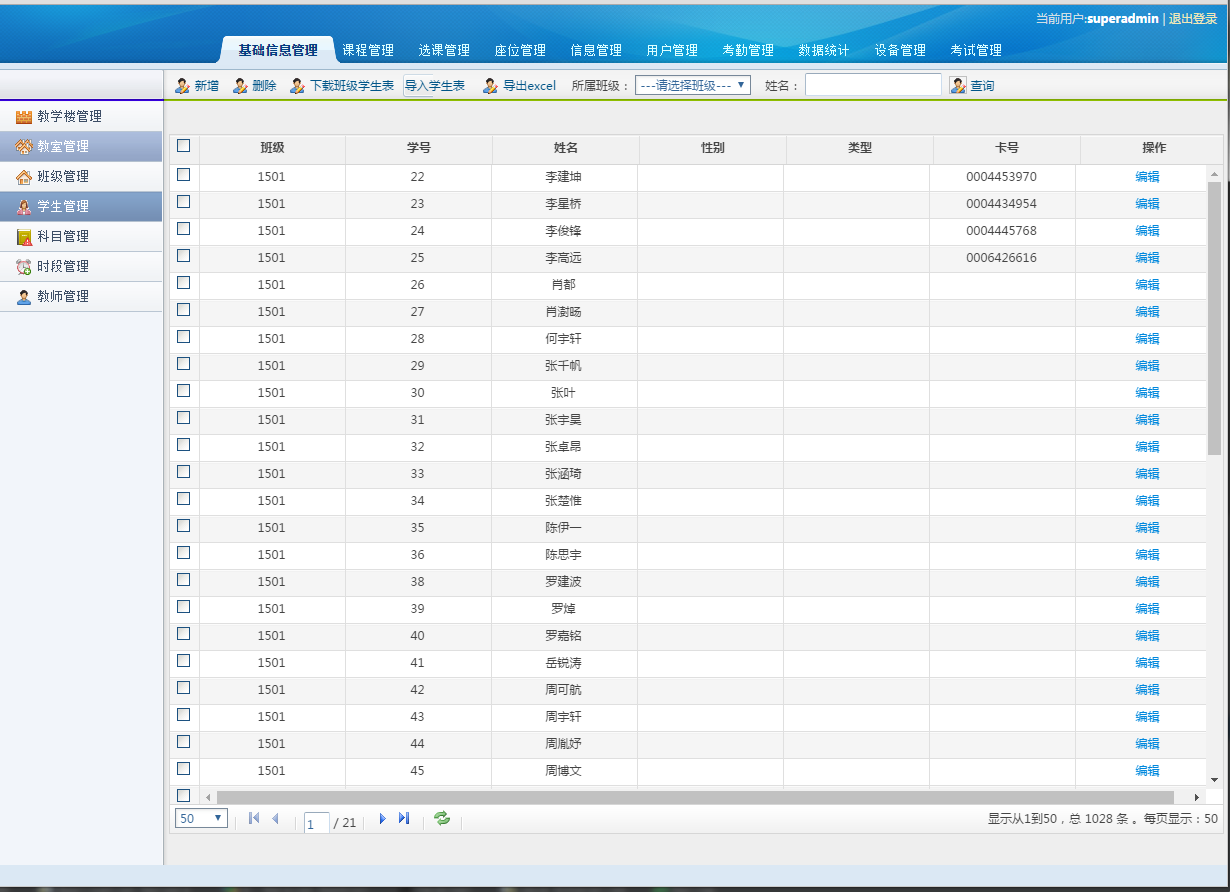 当前用户:superadmin | 退出登录
基础信息管理 课程管理 选课管理 座位管理 信息管理 用户管理 考勤管理 数据统计 设备管理 考试管理
新增 删除 下载班级学生表 导入学生表 导出excel 所属班级： ---请选择班级--- 姓名： 查询
教学楼管理
教室管理
班级管理
学生管理
科目管理
时段管理
教师管理
班级 学号 姓名 性别 类型 卡号 操作
1501 22 李建坤 0004453970 编辑
1501 23 李星桥 0004434954 编辑
1501 24 李俊锋 0004445768 编辑
1501 25 李高远 0006426616 编辑
1501 26 肖都 编辑
1501 27 肖澍旸 编辑
1501 28 何宇轩 编辑
1501 29 张千帆 编辑
1501 30 张叶 编辑
1501 31 张宇昊 编辑
1501 32 张卓昂 编辑
1501 33 张涵琦 编辑
1501 34 张楚惟 编辑
1501 35 陈伊一 编辑
1501 36 陈思宇 编辑
1501 38 罗建波 编辑
1501 39 罗焯 编辑
1501 40 罗嘉铭 编辑
1501 41 岳锐涛 编辑
1501 42 周可航 编辑
1501 43 周宇轩 编辑
1501 44 周胤妤 编辑
1501 45 周博文 编辑
50 1 / 21 显示从1到50，总 1028 条 。每页显示：50